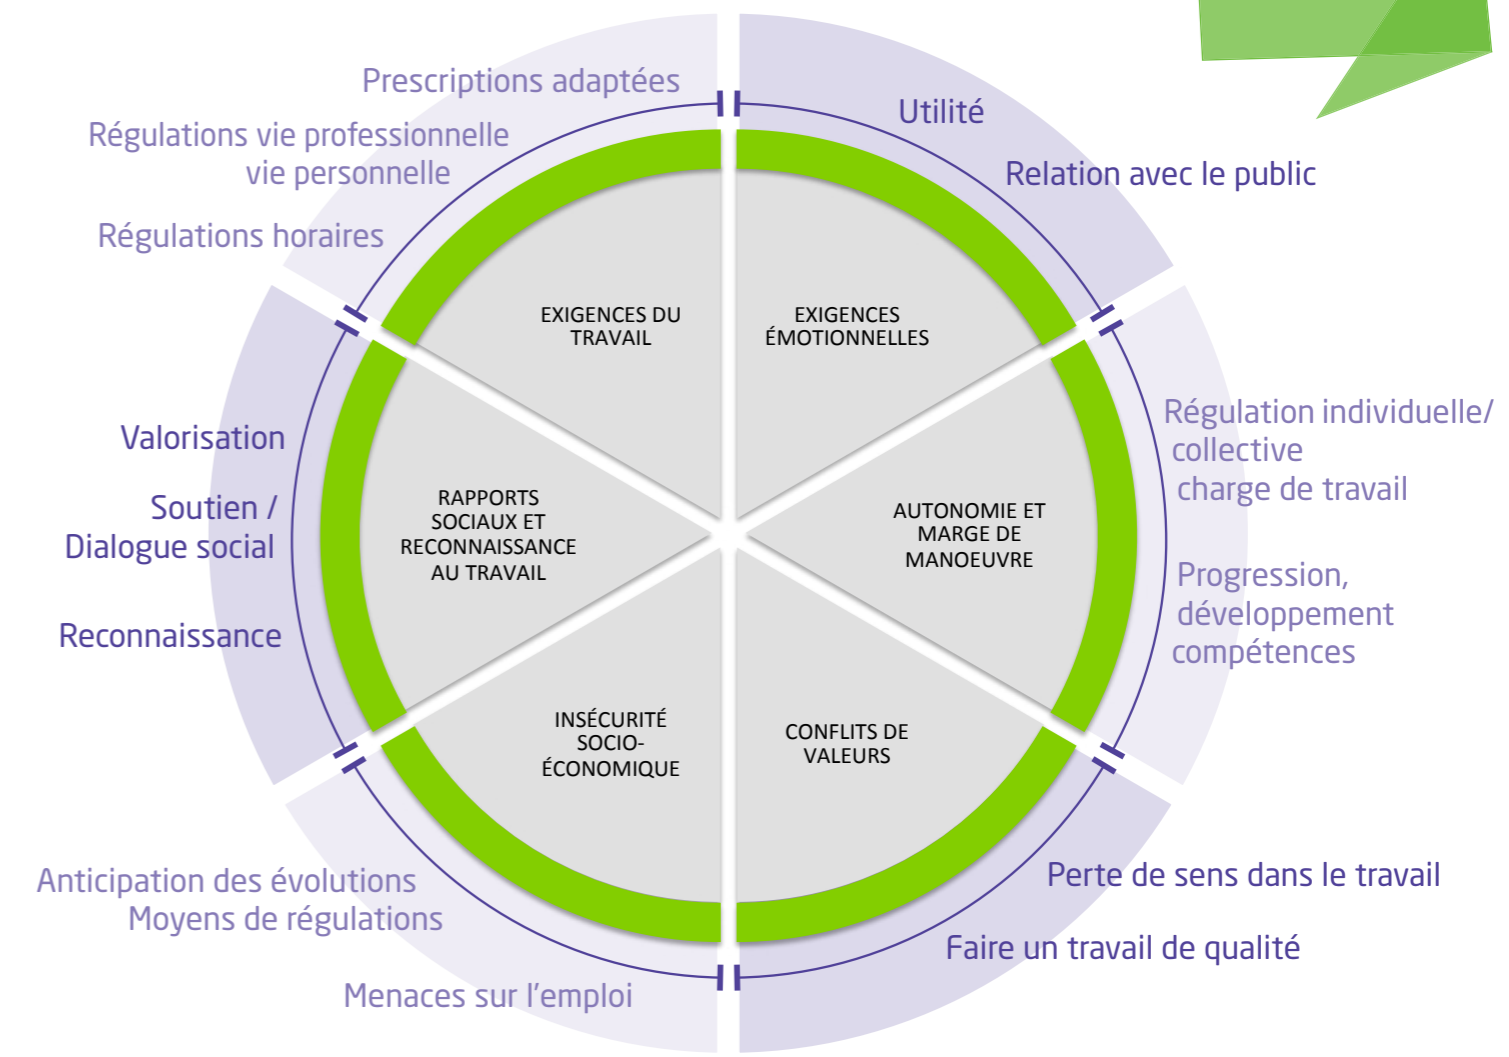 Prescriptions adaptées
Régulations vie professionnelle
vie personnelle
Régulations horaires
Utilité
Relation avec le public
EXIGENCES DU
TRAVAIL
EXIGENCES
ÉMOTIONNELLES
Valorisation
Soutien /
Dialogue social
Reconnaissance
RAPPORTS
SOCIAUX ET
RECONNAISSANCE
AU TRAVAIL
AUTONOMIE ET
MARGE DE
MANOEUVRE
Régulation individuelle/
collective
charge de travail
Progression,
développement
compétences
INSÉCURITÉ
SOCIO-
ÉCONOMIQUE
CONFLITS DE
VALEURS
Anticipation des évolutions
Moyens de régulations
Menaces sur l'emploi
Perte de sens dans le travail
Faire un travail de qualité